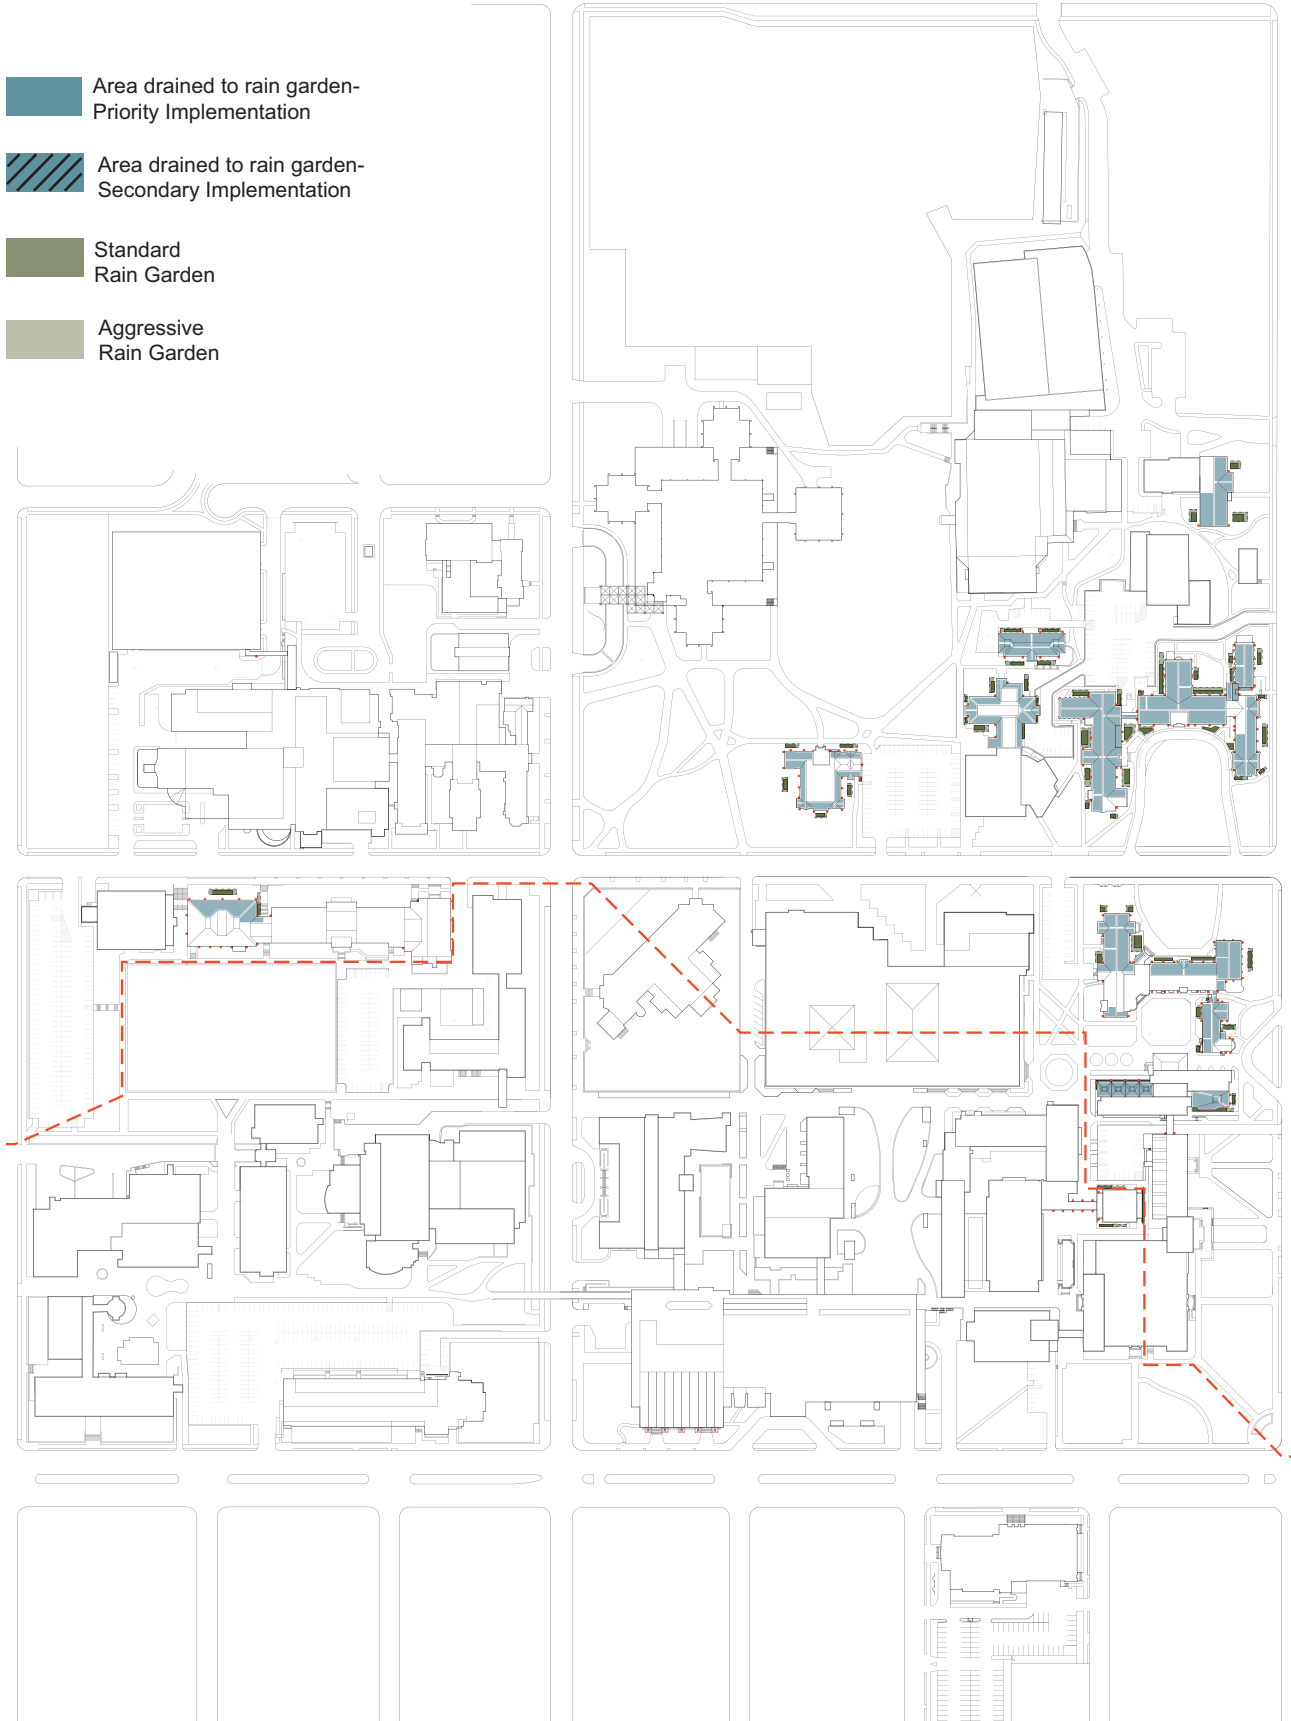 Area drained to rain garden-
Priority Implementation
Area drained to rain garden-
Secondary Implementation
Standard
Rain Garden
Aggressive
Rain Garden